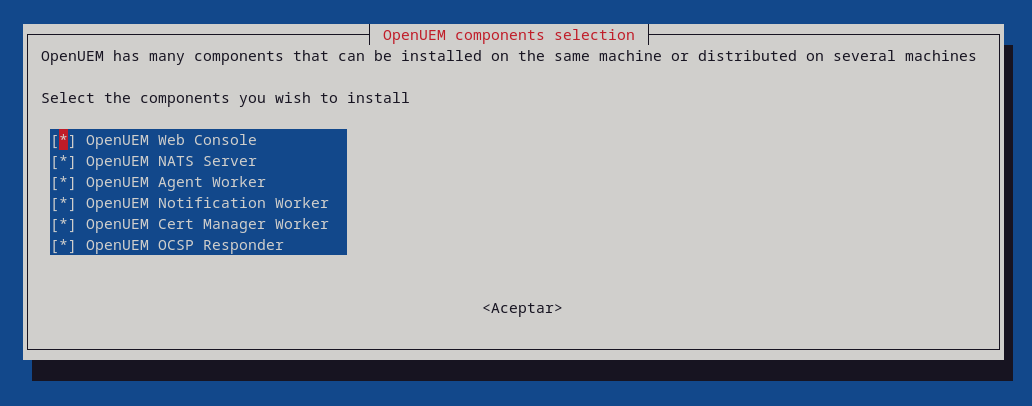 OpenUEM components selection
OpenUEM has many components that can be installed on the same machine or distributed on several machines
Select the components you wish to install
[*] OpenUEM Web Console
[*] OpenUEM NATS Server
[*] OpenUEM Agent Worker
[*] OpenUEM Notification Worker
[*] OpenUEM Cert Manager Worker
[*] OpenUEM OCSP Responder
<Aceptar>